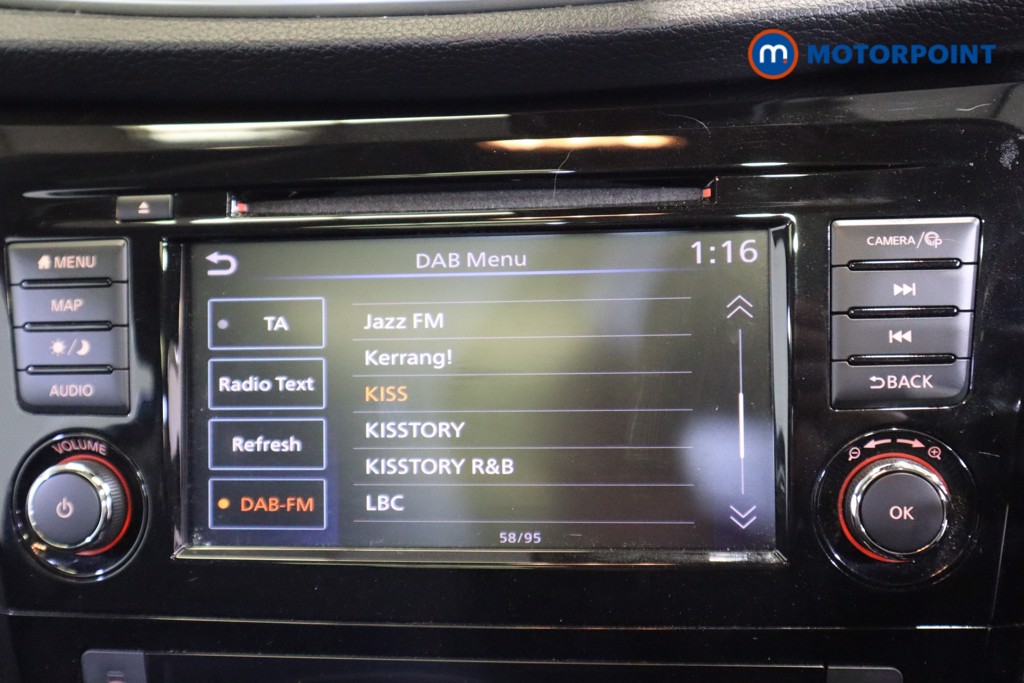 m MOTORPOINT
MENU
MAP
AUDIO
VOLUME
DAB Menu 1:16
TA
Radio Text
Refresh
DAB-FM
Jazz FM
Kerrang!
KISS
KISSTORY
KISSTORY R&B
LBC
58/95
CAMERA/
BACK
OK